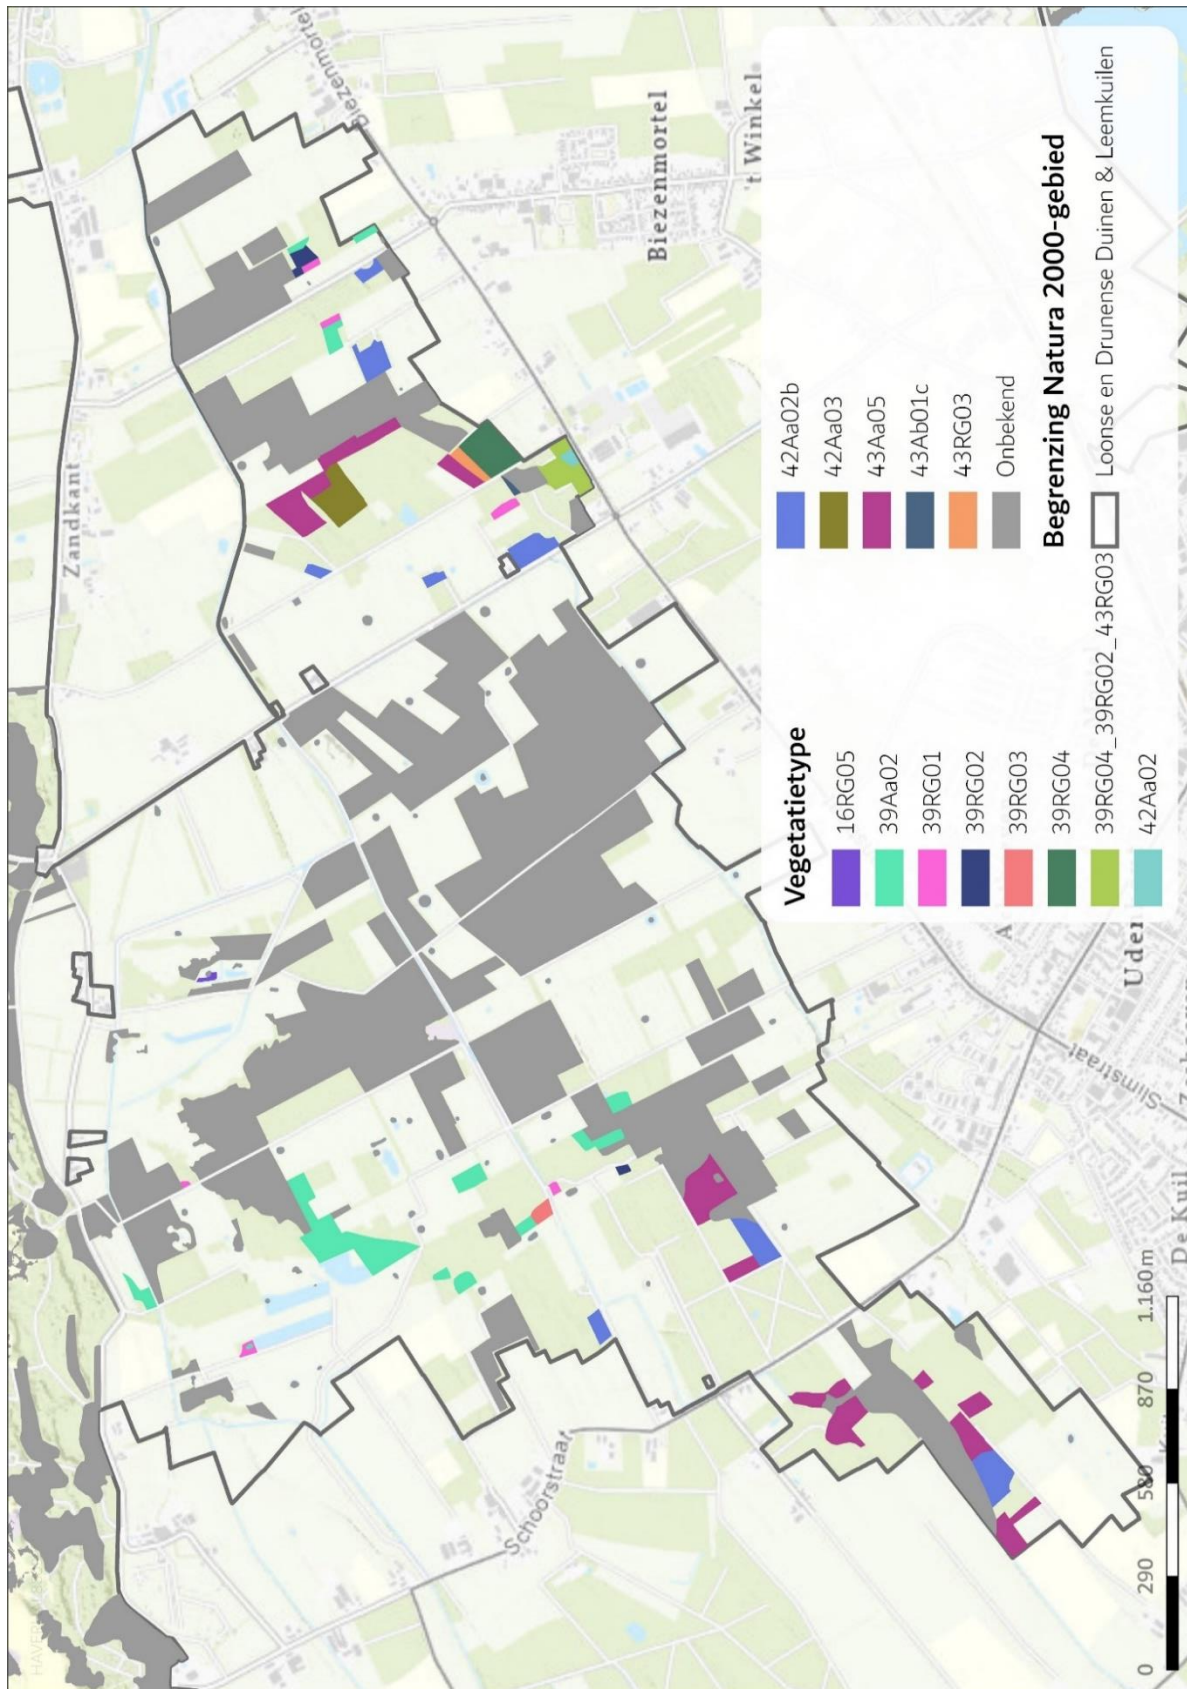 Zandkant
Biezenmortel
Biezenmortel
't Winkel
Schoorstraat
Slimstraat
Uden
De Kuil
Vegetatietype
16RG05
39Aa02
39RG01
39RG02
39RG03
39RG04
39RG04_39RG02_43RG03
42Aa02
42Aa02b
42Aa03
43Aa05
43Ab01c
43RG03
Onbekend
Begrenzing Natura 2000-gebied
Loonse en Drunense Duinen & Leemkuilen
0 290 580 870 1.160 m